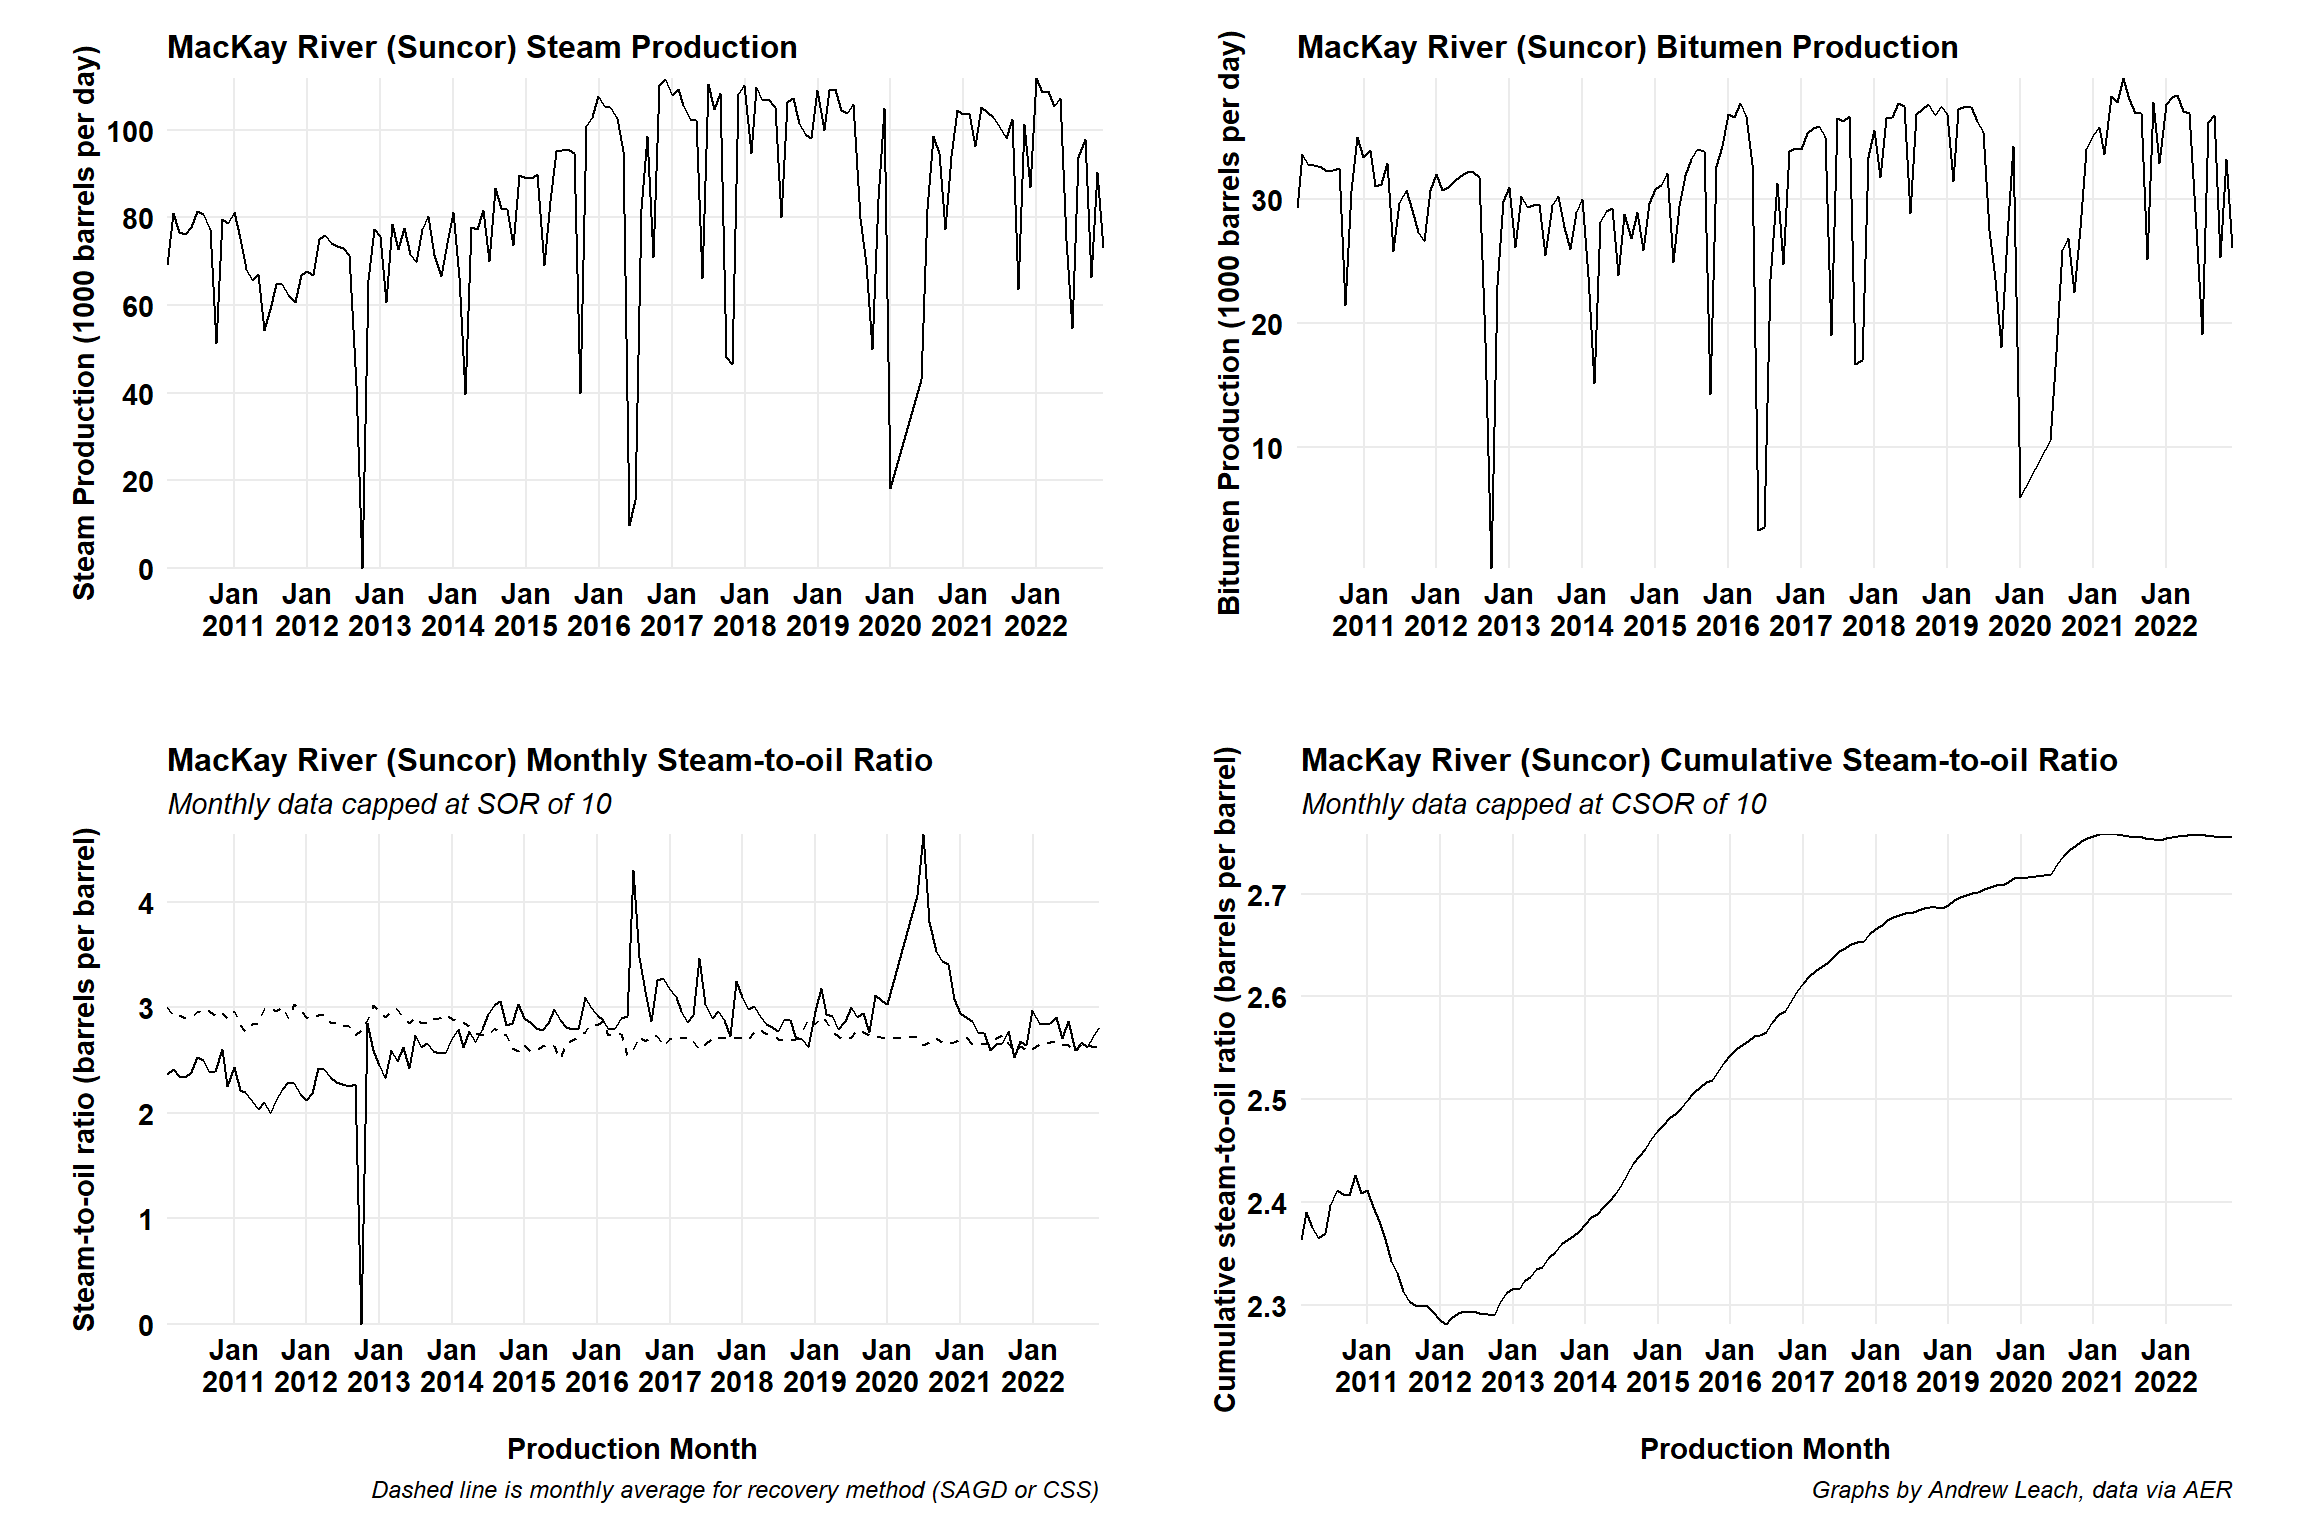 MacKay River (Suncor) Steam Production
Steam Production (1000 barrels per day)
100
80
60
40
20
0
Jan Jan Jan Jan Jan Jan Jan Jan Jan Jan Jan Jan
2011 2012 2013 2014 2015 2016 2017 2018 2019 2020 2021 2022
MacKay River (Suncor) Bitumen Production
Bitumen Production (1000 barrels per day)
30
20
10
Jan Jan Jan Jan Jan Jan Jan Jan Jan Jan Jan Jan
2011 2012 2013 2014 2015 2016 2017 2018 2019 2020 2021 2022
MacKay River (Suncor) Monthly Steam-to-oil Ratio
Monthly data capped at SOR of 10
Steam-to-oil ratio (barrels per barrel)
4
3
2
1
0
Jan Jan Jan Jan Jan Jan Jan Jan Jan Jan Jan Jan
2011 2012 2013 2014 2015 2016 2017 2018 2019 2020 2021 2022
Production Month
Dashed line is monthly average for recovery method (SAGD or CSS)
MacKay River (Suncor) Cumulative Steam-to-oil Ratio
Monthly data capped at CSOR of 10
Cumulative steam-to-oil ratio (barrels per barrel)
2.7
2.6
2.5
2.4
2.3
Jan Jan Jan Jan Jan Jan Jan Jan Jan Jan Jan Jan
2011 2012 2013 2014 2015 2016 2017 2018 2019 2020 2021 2022
Production Month
Graphs by Andrew Leach, data via AER